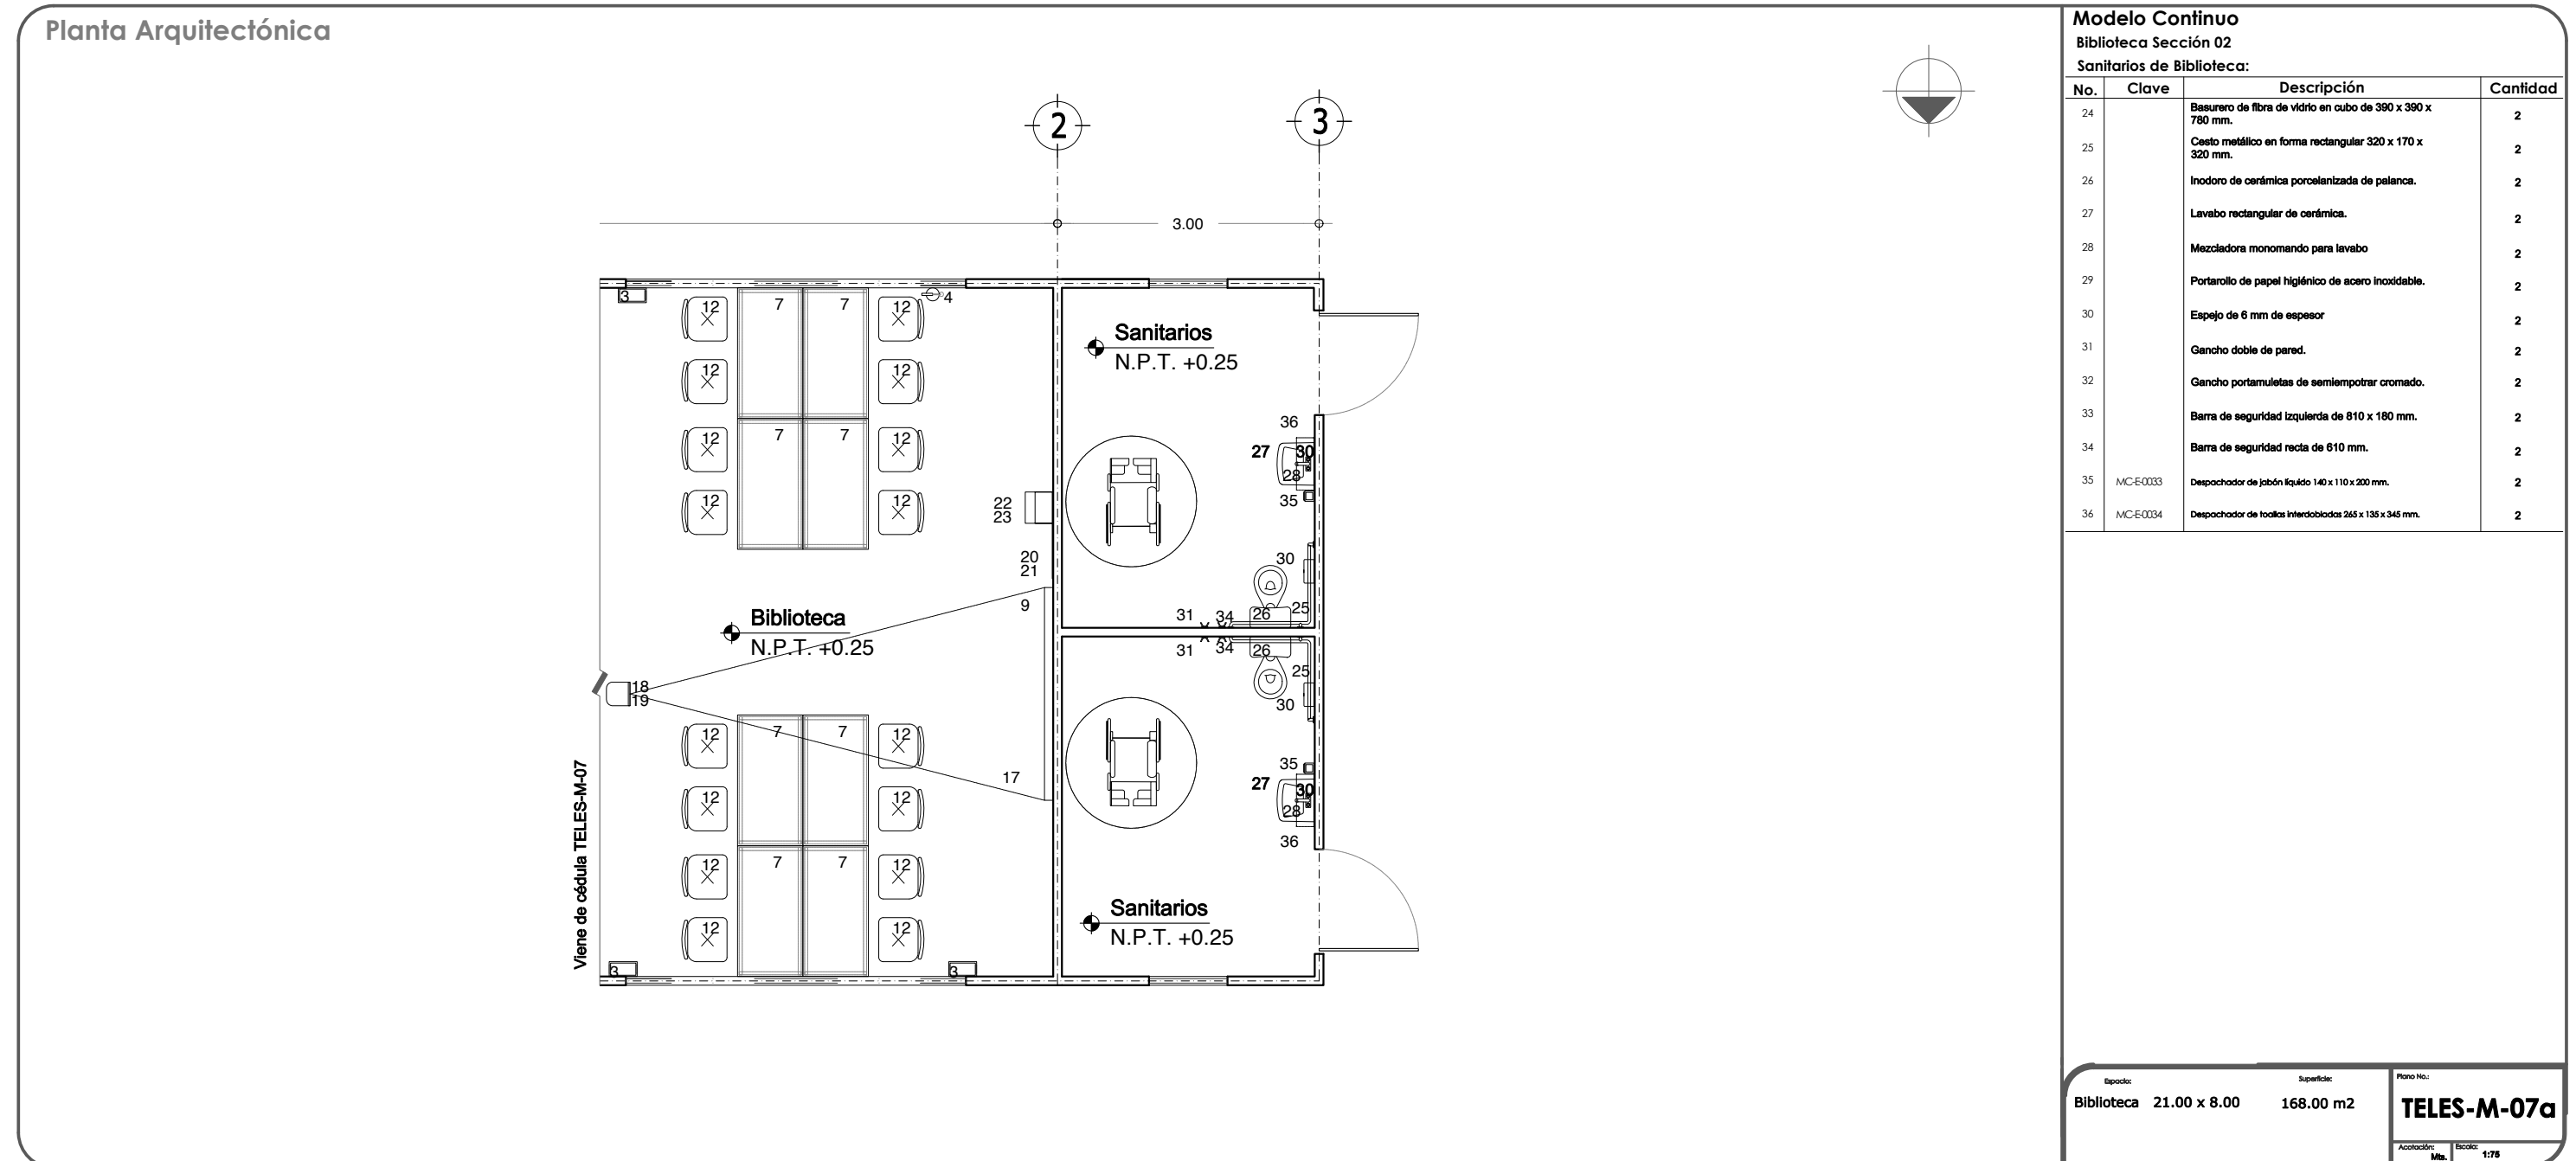 Planta Arquitectónica
2
3
3.00
3
12
7
7
12
4
12
12
12
7
7
12
12
12
Sanitarios
N.P.T. +0.25
36
27
30
28
35
22
23
20
21
9
30
31
34
26
25
Biblioteca
N.P.T. +0.25
31
34
26
25
30
18
19
12
7
7
12
17
35
27
30
28
36
12
12
12
7
7
12
12
12
3
3
Sanitarios
N.P.T. +0.25
Viene de cédula TELES-M-07
Modelo Continuo
Biblioteca Sección 02
Sanitarios de Biblioteca:
No. Clave Descripción Cantidad
24 Basurero de fibra de vidrio en cubo de 390 x 390 x
780 mm. 2
25 Cesto metálico en forma rectangular 320 x 170 x
320 mm. 2
26 Inodoro de cerámica porcelanizada de palanca. 2
27 Lavabo rectangular de cerámica. 2
28 Mezcladora monomando para lavabo 2
29 Portarollo de papel higiénico de acero inoxidable. 2
30 Espejo de 6 mm de espesor 2
31 Gancho doble de pared. 2
32 Gancho portamuletas de semiempotrar cromado. 2
33 Barra de seguridad izquierda de 810 x 180 mm. 2
34 Barra de seguridad recta de 610 mm. 2
35 MC-E-0033 Despachador de jabón líquido 140 x 110 x 200 mm. 2
36 MC-E-0034 Despachador de toallas interdobladas 265 x 135 x 345 mm. 2
Espacio: Superficie: Plano No.:
Biblioteca 21.00 x 8.00 168.00 m2 TELES-M-07a
Acotación: Escala:
Mts. 1:75